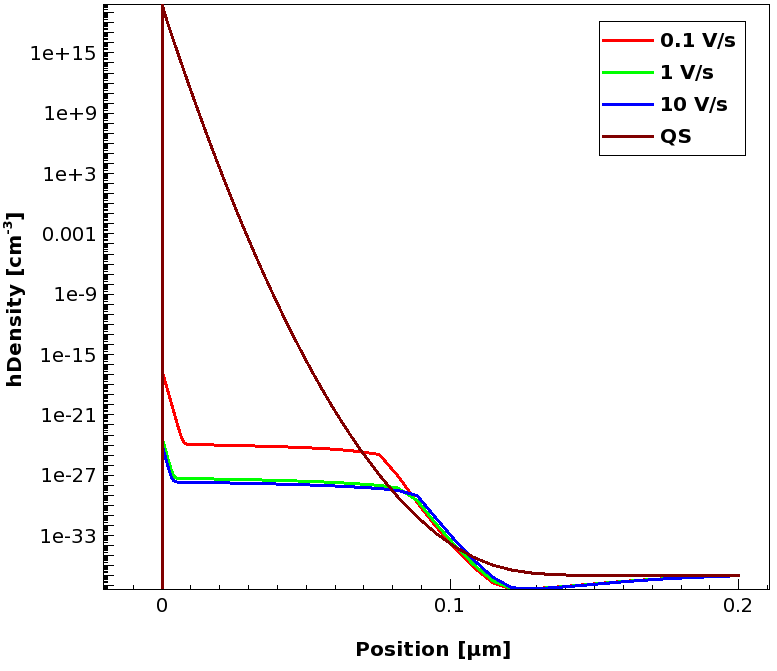 0.1 V/s
1 V/s
10 V/s
QS
hDensity [cm⁻³]
1e+15
1e+9
1e+3
0.001
1e-9
1e-15
1e-21
1e-27
1e-33
0 0.1 0.2
Position [µm]